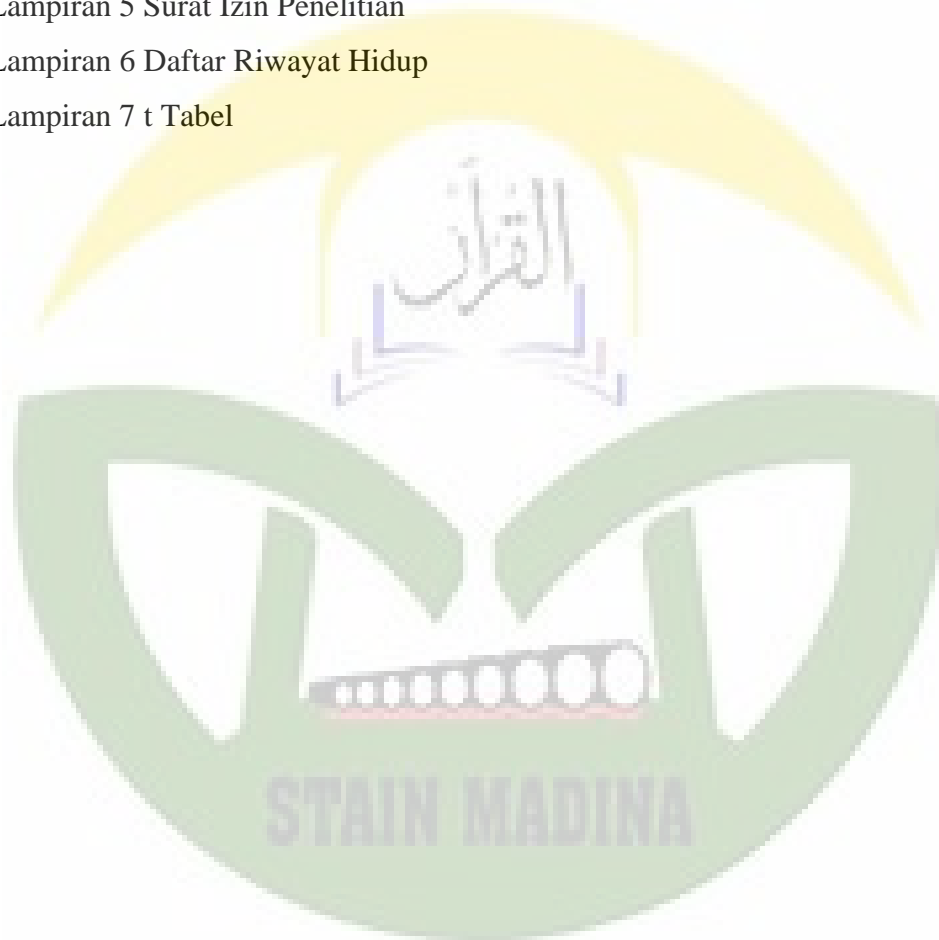 Lampiran 5 Surat Izin Penelitian
Lampiran 6 Daftar Riwayat Hidup
Lampiran 7 t Tabel
القرآن
STAIN MADINA